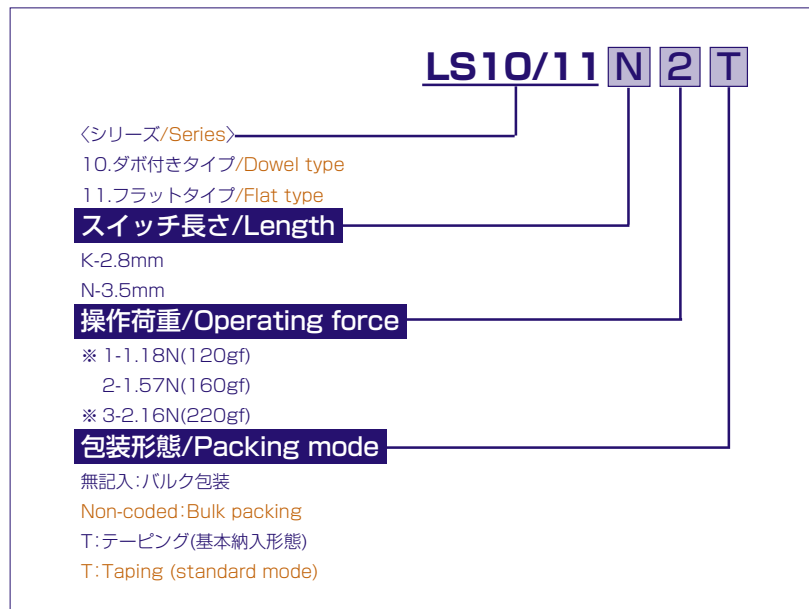 LS10/11 N 2 T
〈シリーズ/Series〉
10.ダボ付きタイプ/Dowel type
11.フラットタイプ/Flat type
スイッチ長さ/Length
K-2.8mm
N-3.5mm
操作荷重/Operating force
※ 1-1.18N(120gf)
2-1.57N(160gf)
※ 3-2.16N(220gf)
包装形態/Packing mode
無記入:バルク包装
Non-coded:Bulk packing
T:テーピング(基本納入形態)
T:Taping (standard mode)